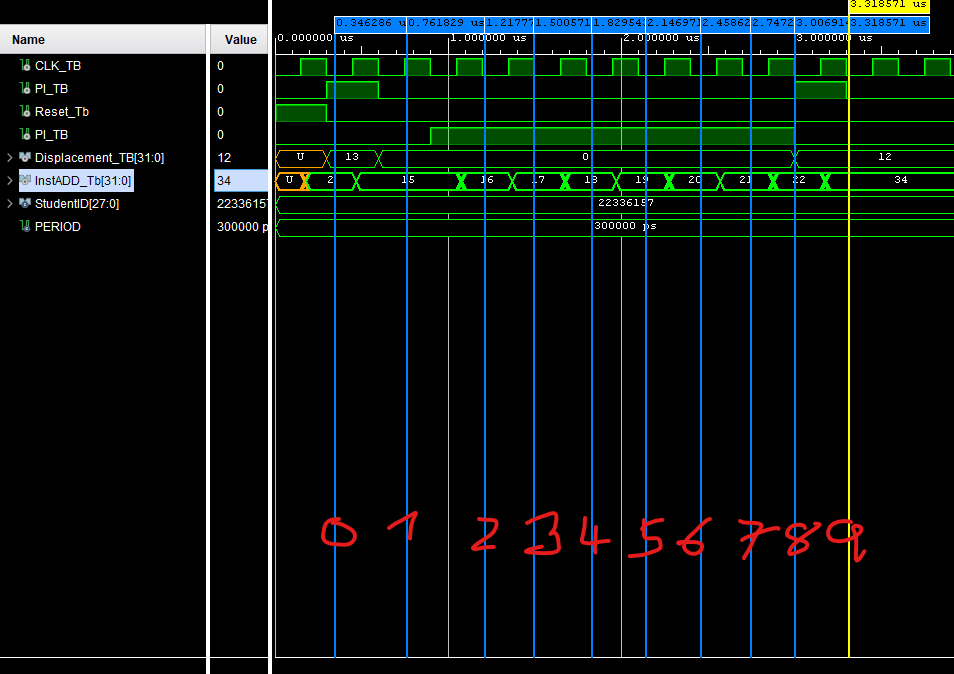 3.318571 us
0.346286 u 0.761829 us 1.21777 1.500571 1.829543 2.146971 2.45862 2.7472 3.006914 3.318571 us
Name Value
0.000000 us 1.000000 us 2.000000 us 3.000000 us
CLK_TB 0
PI_TB 0
Reset_Tb 0
PI_TB 0
Displacement_TB[31:0] 12 U 13 0 12
InstADD_Tb[31:0] 34 U 2 15 16 17 18 19 20 21 22 34
StudentID[27:0] 22336157 22336157
PERIOD 300000 p 300000 ps
0 1 2 3 4 5 6 7 8 9